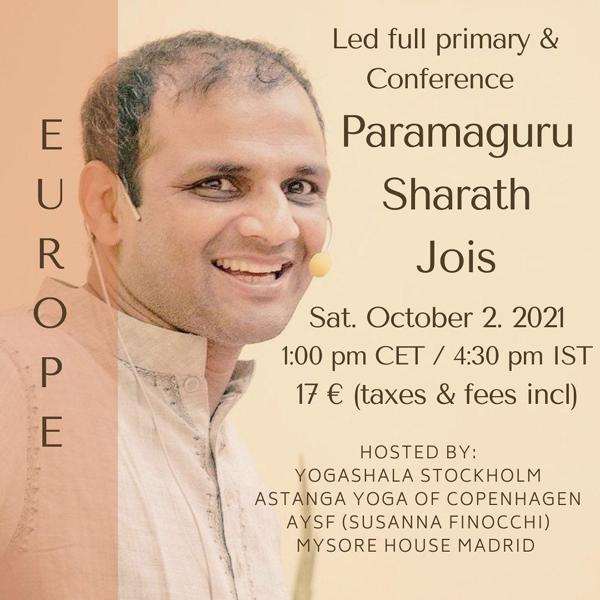 Led full primary &
Conference
Paramaguru
Sharath
Jois
EUROPE
Sat. October 2. 2021
1:00 pm CET / 4:30 pm IST
17 € (taxes & fees incl)
HOSTED BY:
YOGASHALA STOCKHOLM
ASTANGA YOGA OF COPENHAGEN
AYSF (SUSANNA FINOCCHI)
MYSORE HOUSE MADRID